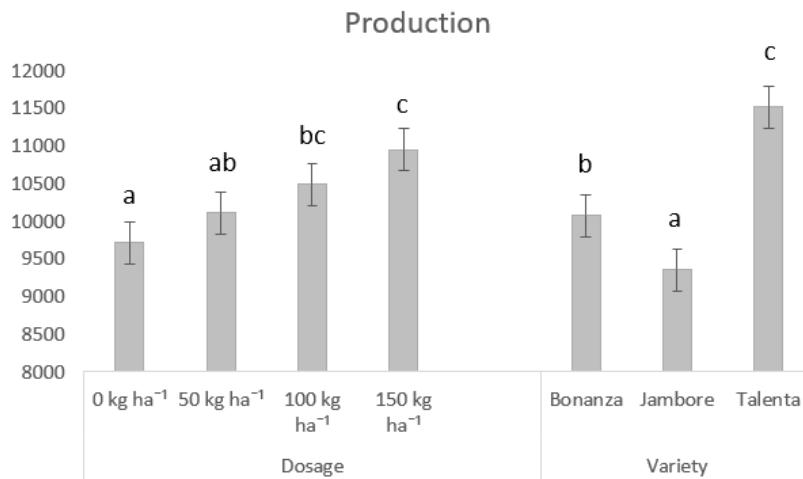 Production
12000
11500
11000
10500
10000
9500
9000
8500
8000
a
ab
bc
c
b
a
c
0 kg ha⁻¹
50 kg ha⁻¹
100 kg
ha⁻¹
150 kg
ha⁻¹
Bonanza
Jambore
Talenta
Dosage
Variety